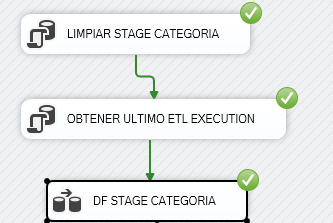 LIMPIAR STAGE CATEGORIA
OBTENER ULTIMO ETL EXECUTION
DF STAGE CATEGORIA